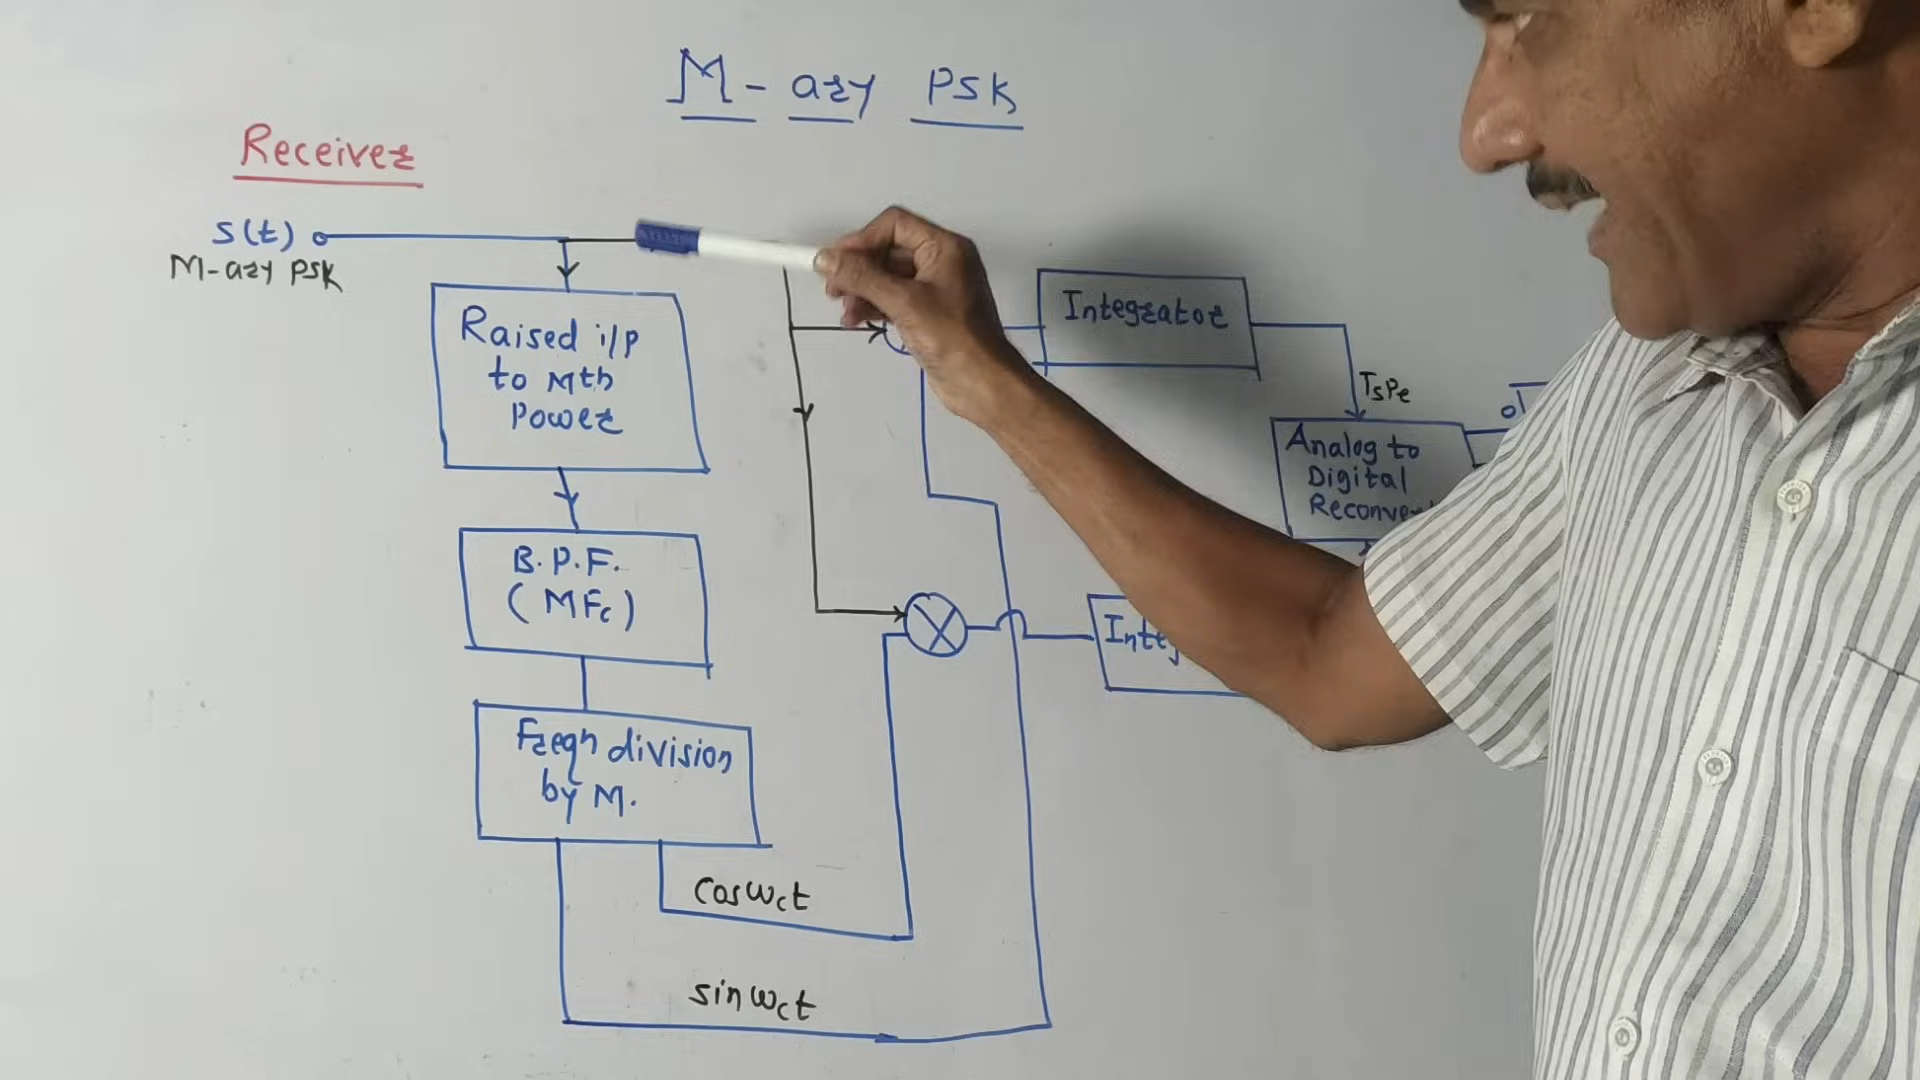 M-ary PSK
Receiver
s(t)
M-ary PSK
Raised i/p
to Mth
Power
B.P.F.
(MFc)
Freqn division
by M.
Cosωct
sinωct
Integrator
TsPe
Analog to
Digital